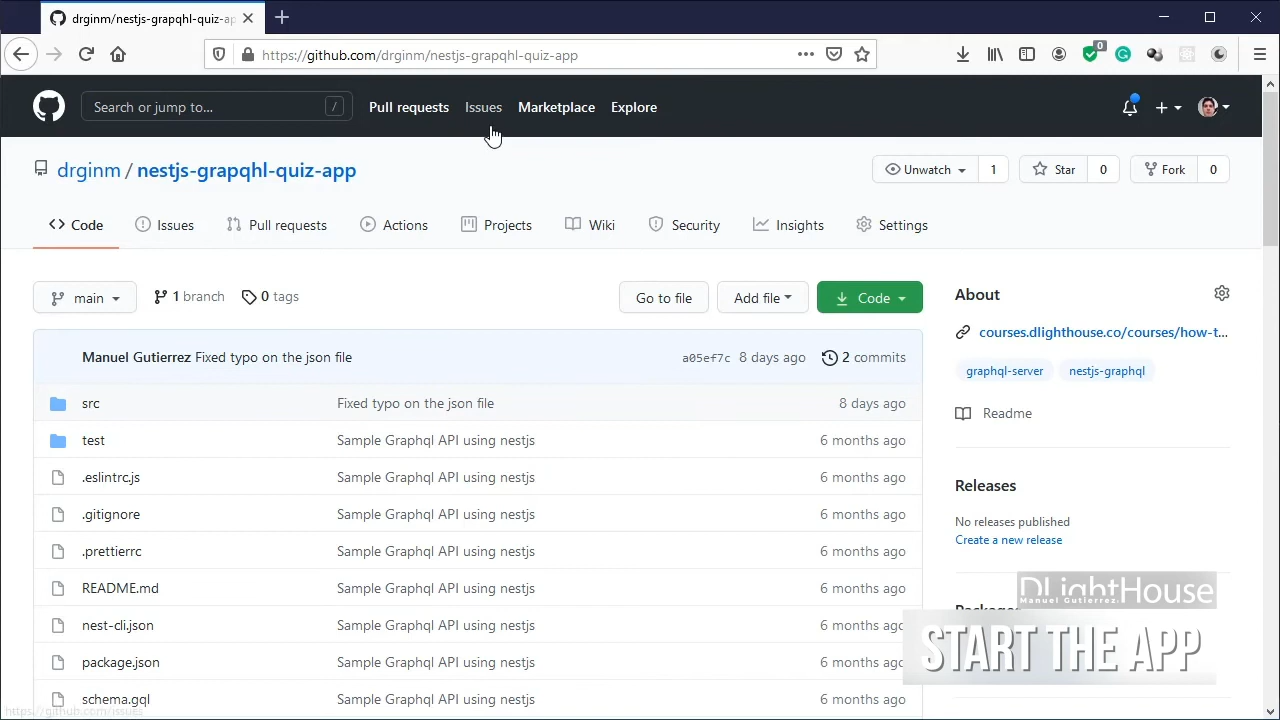 drginm/nestjs-grapqhl-quiz-ap
https://github.com/drginm/nestjs-grapqhl-quiz-app
0
Search or jump to...
/
Pull requests
Issues
Marketplace
Explore
drginm / nestjs-grapqhl-quiz-app
Unwatch 1
Star 0
Fork 0
Code
Issues
Pull requests
Actions
Projects
Wiki
Security
Insights
Settings
main
1 branch
0 tags
Go to file
Add file
Code
Manuel Gutierrez Fixed typo on the json file a05ef7c 8 days ago 2 commits
src Fixed typo on the json file 8 days ago
test Sample Graphql API using nestjs 6 months ago
.eslintrc.js Sample Graphql API using nestjs 6 months ago
.gitignore Sample Graphql API using nestjs 6 months ago
.prettierrc Sample Graphql API using nestjs 6 months ago
README.md Sample Graphql API using nestjs 6 months ago
nest-cli.json Sample Graphql API using nestjs 6 months ago
package.json Sample Graphql API using nestjs 6 months ago
schema.gql Sample Graphql API using nestjs 6 months ago
About
courses.dlighthouse.co/courses/how-t...
graphql-server
nestjs-graphql
Readme
Releases
No releases published
Create a new release
Packages
DLightHouse
Manuel Gutierrez
START THE APP
https://github.com/issues